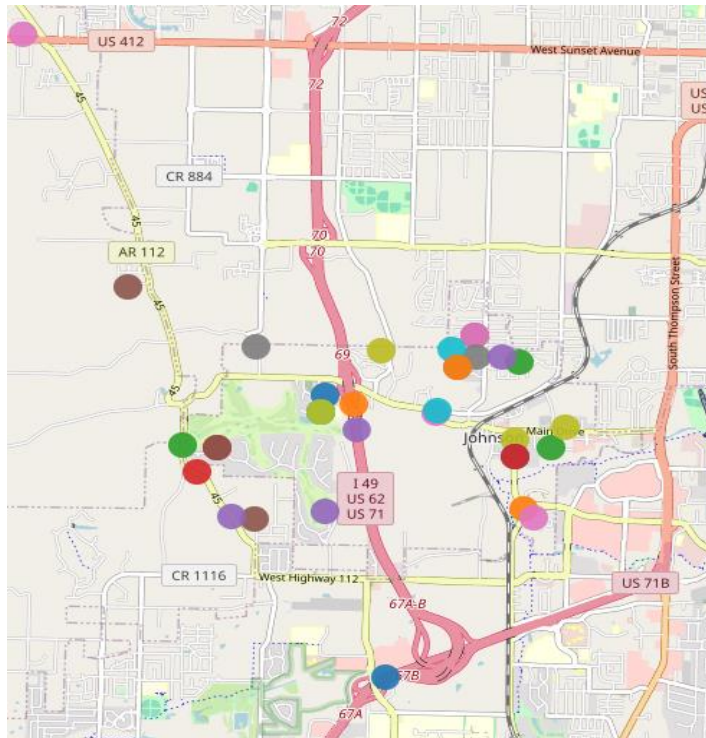 72
US 412
West Sunset Avenue
72
US
US
45
CR 884
45
70
70
AR 112
South Thompson Street
69
45
Main
Johns
I 49
US 62
US 71
45
CR 1116
West Highway 112
US 71B
67A-B
67B
67A